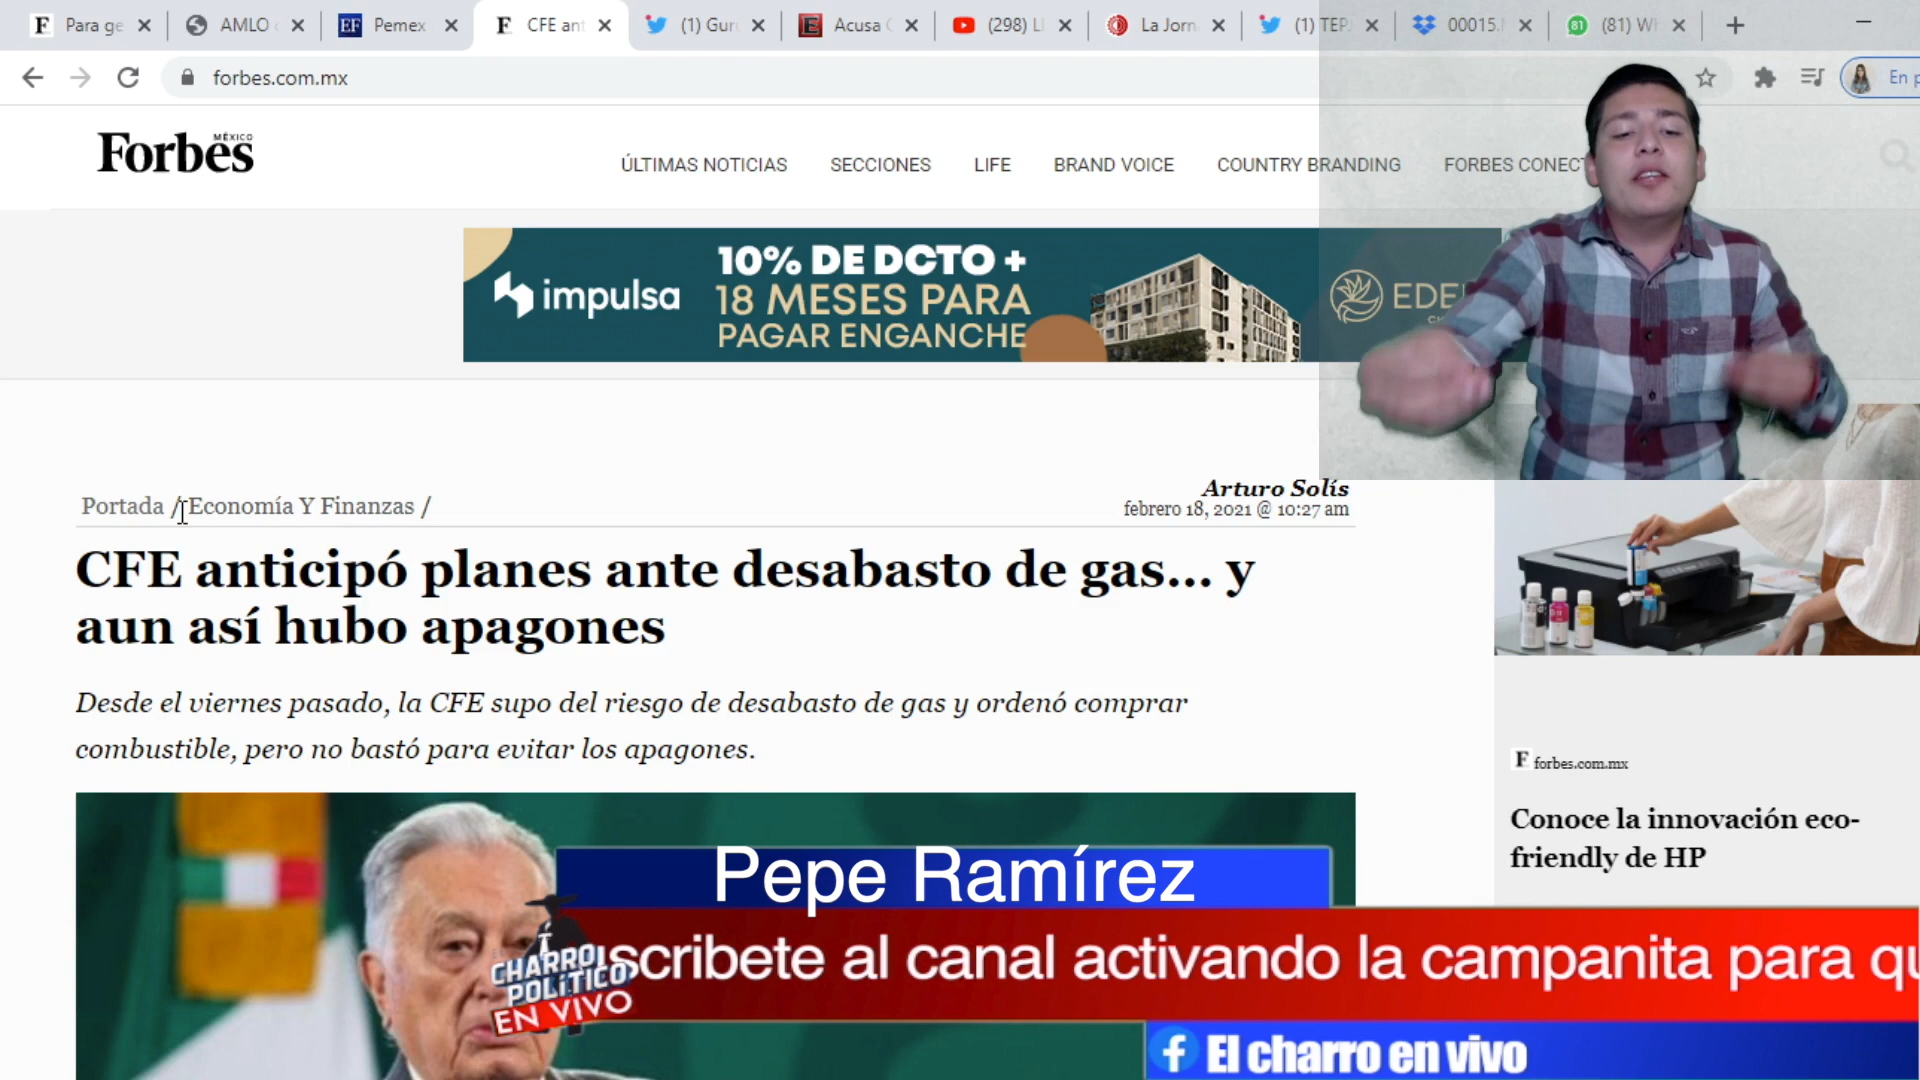 Para ge
AMLO
Pemex
CFE ant
(1) Gur
Acusa
(298) L
La Jorn
(1) TEP
00015.
(81) W
forbes.com.mx
En p
Forbes
MÉXICO
ÚLTIMAS NOTICIAS
SECCIONES
LIFE
BRAND VOICE
COUNTRY BRANDING
FORBES CONECT
impulsa
10% DE DCTO +
18 MESES PARA
PAGAR ENGANCHE
EDE
Portada / Economía Y Finanzas /
Arturo Solís
febrero 18, 2021 @ 10:27 am
CFE anticipó planes ante desabasto de gas... y
aun así hubo apagones
Desde el viernes pasado, la CFE supo del riesgo de desabasto de gas y ordenó comprar
combustible, pero no bastó para evitar los apagones.
F forbes.com.mx
Conoce la innovación eco-
friendly de HP
Pepe Ramírez
CHARRO
POLÍTICO
EN VIVO
scribete al canal activando la campanita para qu
El charro en vivo